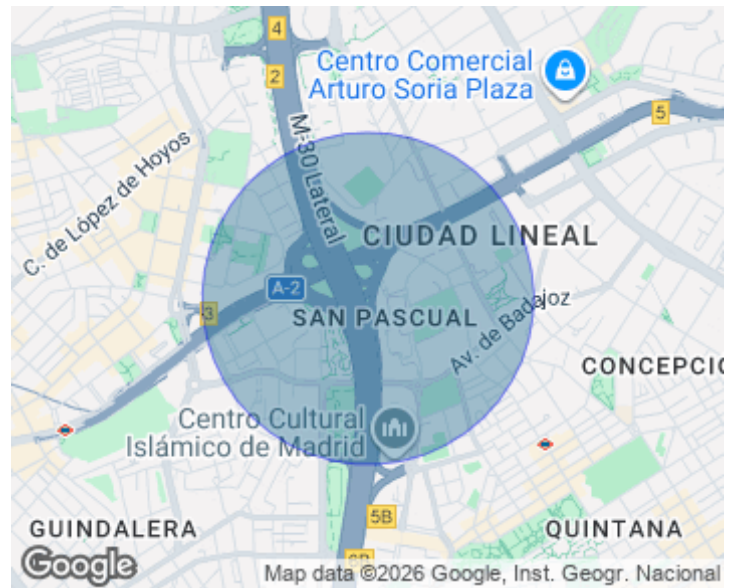 4
2
Centro Comercial
Arturo Soria Plaza
5
M-30 Lateral
C. de López de Hoyos
CIUDAD LINEAL
A-2
3
SAN PASCUAL
Av. de Badajoz
CONCEPCIÓ
Centro Cultural
Islámico de Madrid
5B
GUINDALERA
QUINTANA
6B
Google
Map data ©2026 Google, Inst. Geogr. Nacional